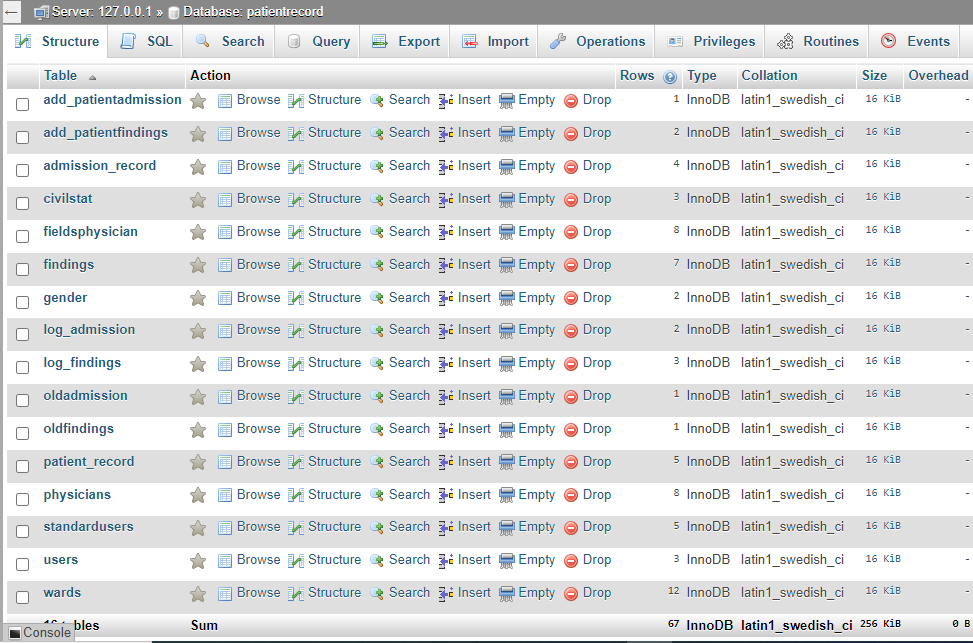 Server: 127.0.0.1 » Database: patientrecord
Structure SQL Search Query Export Import Operations Privileges Routines Events
Table Action Rows Type Collation Size Overhead
add_patientadmission Browse Structure Search Insert Empty Drop 1 InnoDB latin1_swedish_ci 16 KiB -
add_patientfindings Browse Structure Search Insert Empty Drop 2 InnoDB latin1_swedish_ci 16 KiB -
admission_record Browse Structure Search Insert Empty Drop 4 InnoDB latin1_swedish_ci 16 KiB -
civilstat Browse Structure Search Insert Empty Drop 3 InnoDB latin1_swedish_ci 16 KiB -
fieldsphysician Browse Structure Search Insert Empty Drop 8 InnoDB latin1_swedish_ci 16 KiB -
findings Browse Structure Search Insert Empty Drop 7 InnoDB latin1_swedish_ci 16 KiB -
gender Browse Structure Search Insert Empty Drop 2 InnoDB latin1_swedish_ci 16 KiB -
log_admission Browse Structure Search Insert Empty Drop 2 InnoDB latin1_swedish_ci 16 KiB -
log_findings Browse Structure Search Insert Empty Drop 3 InnoDB latin1_swedish_ci 16 KiB -
oldadmission Browse Structure Search Insert Empty Drop 1 InnoDB latin1_swedish_ci 16 KiB -
oldfindings Browse Structure Search Insert Empty Drop 1 InnoDB latin1_swedish_ci 16 KiB -
patient_record Browse Structure Search Insert Empty Drop 5 InnoDB latin1_swedish_ci 16 KiB -
physicians Browse Structure Search Insert Empty Drop 8 InnoDB latin1_swedish_ci 16 KiB -
standardusers Browse Structure Search Insert Empty Drop 5 InnoDB latin1_swedish_ci 16 KiB -
users Browse Structure Search Insert Empty Drop 3 InnoDB latin1_swedish_ci 16 KiB -
wards Browse Structure Search Insert Empty Drop 12 InnoDB latin1_swedish_ci 16 KiB -
Sum 67 InnoDB latin1_swedish_ci 256 KiB 0 B
Console